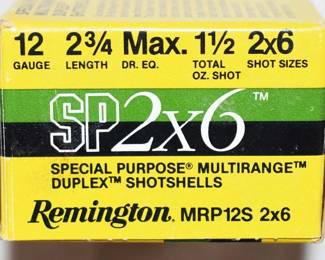 12 2¾ Max. 1½ 2x6
GAUGE LENGTH DR. EQ. TOTAL OZ. SHOT SHOT SIZES
SP2x6™
SPECIAL PURPOSE® MULTIRANGE™
DUPLEX™ SHOTSHELLS
Remington. MRP12S 2x6